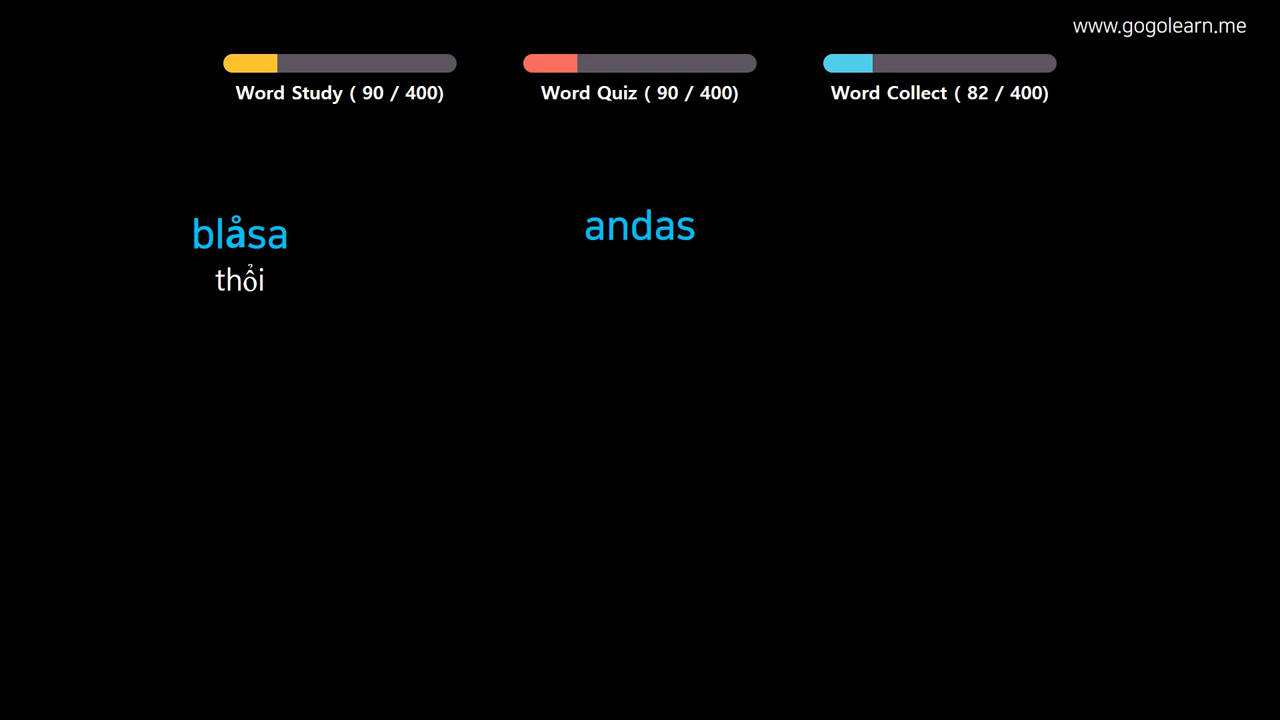 www.gogolearn.me
Word Study ( 90 / 400)
Word Quiz ( 90 / 400)
Word Collect ( 82 / 400)
blåsa
thổi
andas